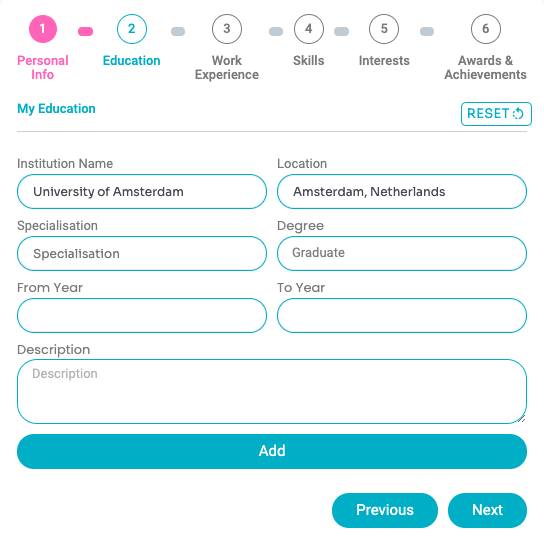 1 2 3 4 5 6
Personal Info Education Work Experience Skills Interests Awards & Achievements
My Education RESET
Institution Name Location
University of Amsterdam Amsterdam, Netherlands
Specialisation Degree
Specialisation Graduate
From Year To Year
Description
Description
Add
Previous Next